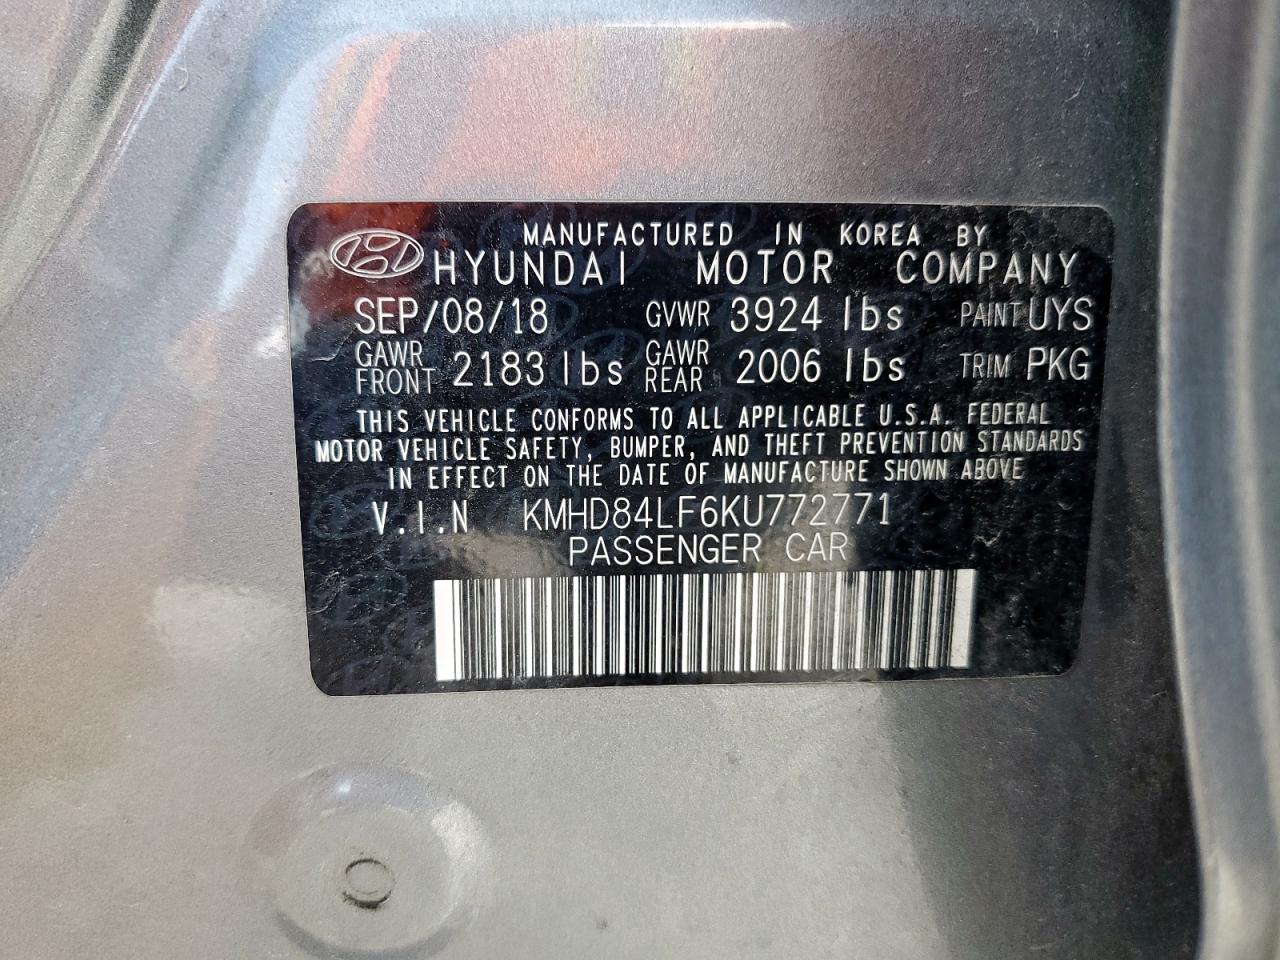 MANUFACTURED IN KOREA BY
HYUNDAI MOTOR COMPANY
SEP/08/18 GVWR 3924 lbs PAINT UYS
GAWR FRONT 2183 lbs GAWR REAR 2006 lbs TRIM PKG
THIS VEHICLE CONFORMS TO ALL APPLICABLE U.S.A. FEDERAL
MOTOR VEHICLE SAFETY, BUMPER, AND THEFT PREVENTION STANDARDS
IN EFFECT ON THE DATE OF MANUFACTURE SHOWN ABOVE
V.I.N KMHD84LF6KU772771
PASSENGER CAR